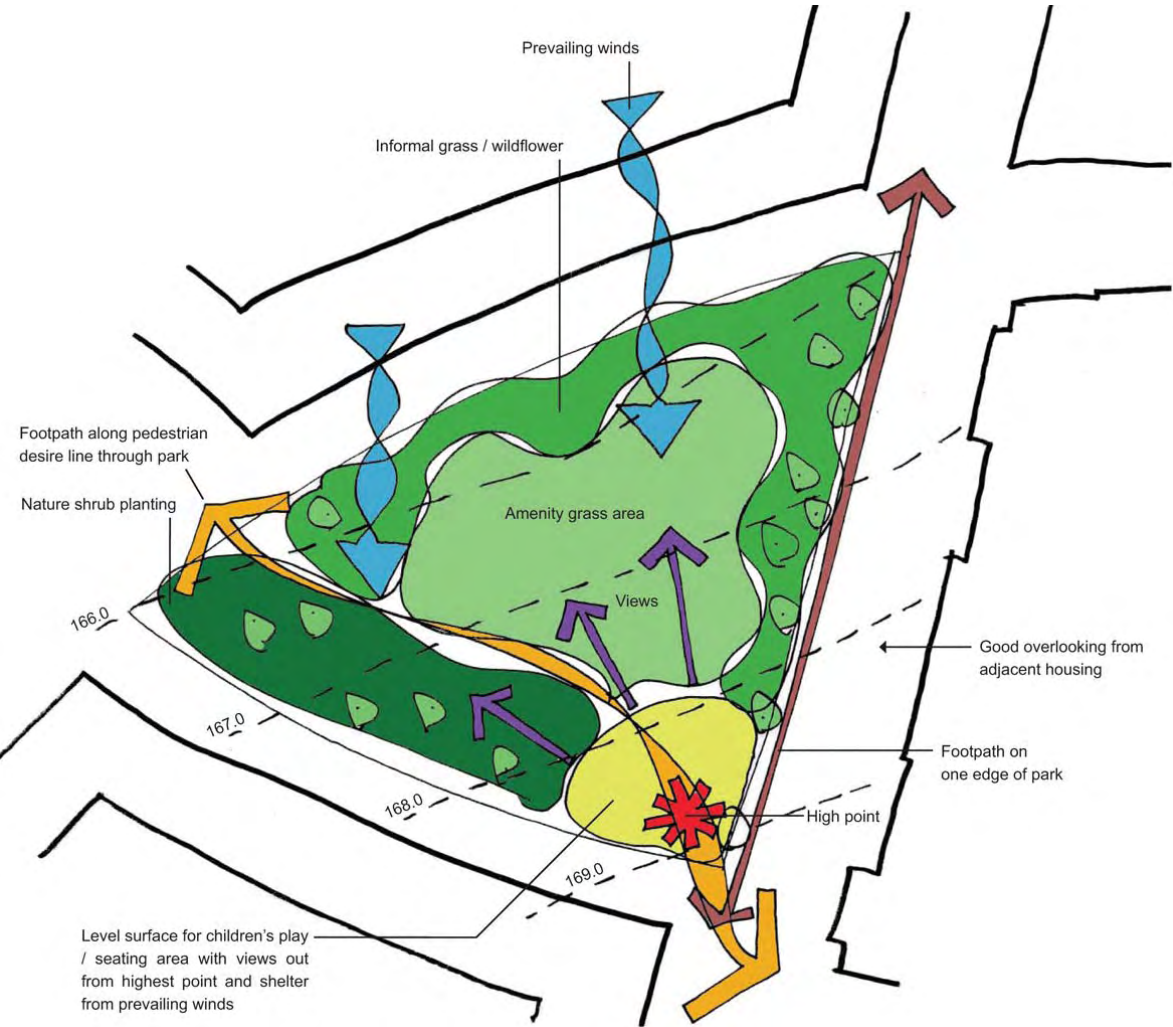 Prevailing winds
Informal grass / wildflower
Footpath along pedestrian
desire line through park
Nature shrub planting
Amenity grass area
Views
166.0
167.0
168.0
169.0
Good overlooking from
adjacent housing
Footpath on
one edge of park
High point
Level surface for children’s play
/ seating area with views out
from highest point and shelter
from prevailing winds